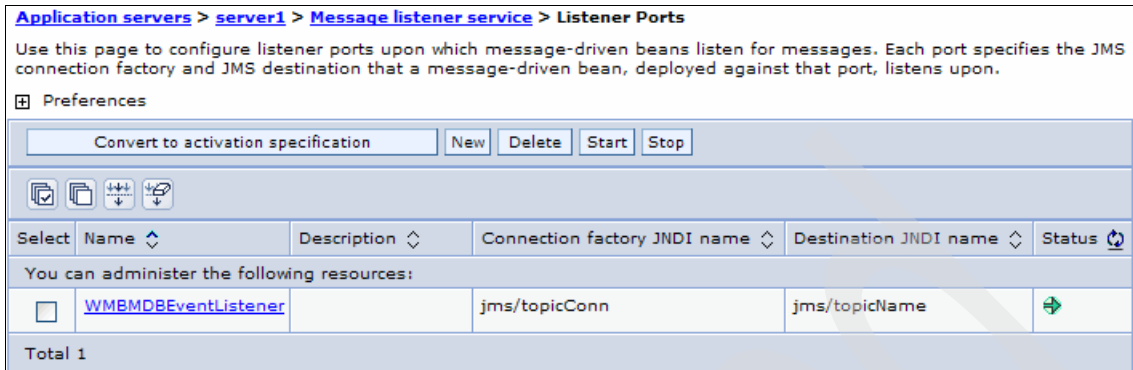 Application servers > server1 > Message listener service > Listener Ports
Use this page to configure listener ports upon which message-driven beans listen for messages. Each port specifies the JMS
connection factory and JMS destination that a message-driven bean, deployed against that port, listens upon.
Preferences
Convert to activation specification New Delete Start Stop
Select Name Description Connection factory JNDI name Destination JNDI name Status
You can administer the following resources:
WMBMDBEventListener jms/topicConn jms/topicName
Total 1